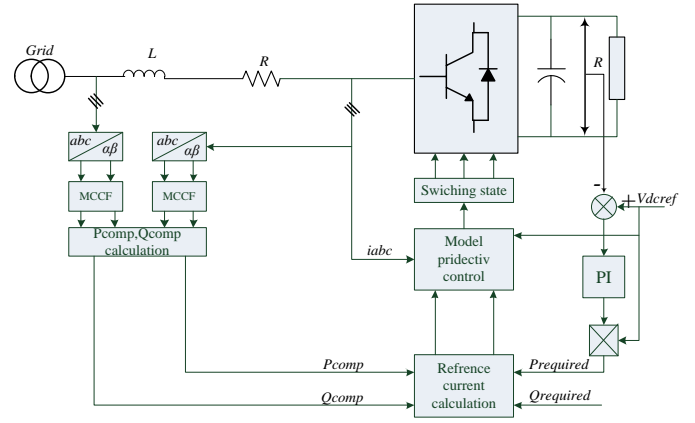 Grid
L
R
R
abc
αβ
abc
αβ
MCCF
MCCF
Swiching state
-
+
Vdcref
Pcomp,Qcomp
calculation
iabc
Model
pridectiv
control
PI
Pcomp
Qcomp
Refrence
current
calculation
Prequired
Qrequired